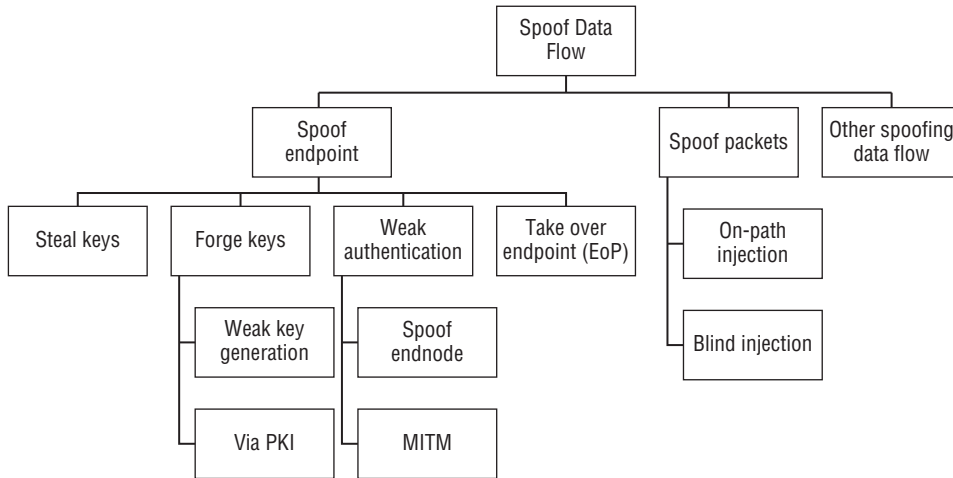 Spoof Data
Flow
Spoof
endpoint
Spoof packets
Other spoofing
data flow
Steal keys
Forge keys
Weak
authentication
Take over
endpoint (EoP)
On-path
injection
Weak key
generation
Spoof
endnode
Blind injection
Via PKI
MITM